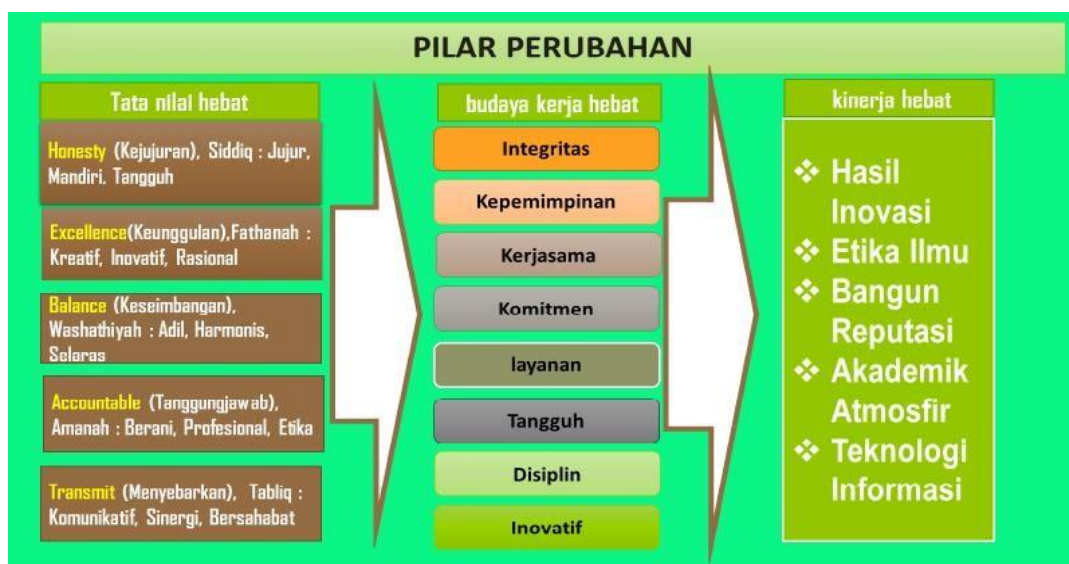 PILAR PERUBAHAN
Tata nilai hebat
Honesty (Kejujuran), Siddiq : Jujur,
Mandiri, Tangguh
Excellence(Keunggulan),Fathanah :
Kreatif, Inovatif, Rasional
Balance (Keseimbangan),
Washathiyah : Adil, Harmonis,
Selaras
Accountable (Tanggungjawab),
Amanah : Berani, Profesional, Etika
Transmit (Menyebarkan), Tabliq :
Komunikatif, Sinergi, Bersahabat
budaya kerja hebat
Integritas
Kepemimpinan
Kerjasama
Komitmen
layanan
Tangguh
Disiplin
Inovatif
kinerja hebat
❖ Hasil
Inovasi
❖ Etika Ilmu
❖ Bangun
Reputasi
❖ Akademik
Atmosfir
❖ Teknologi
Informasi